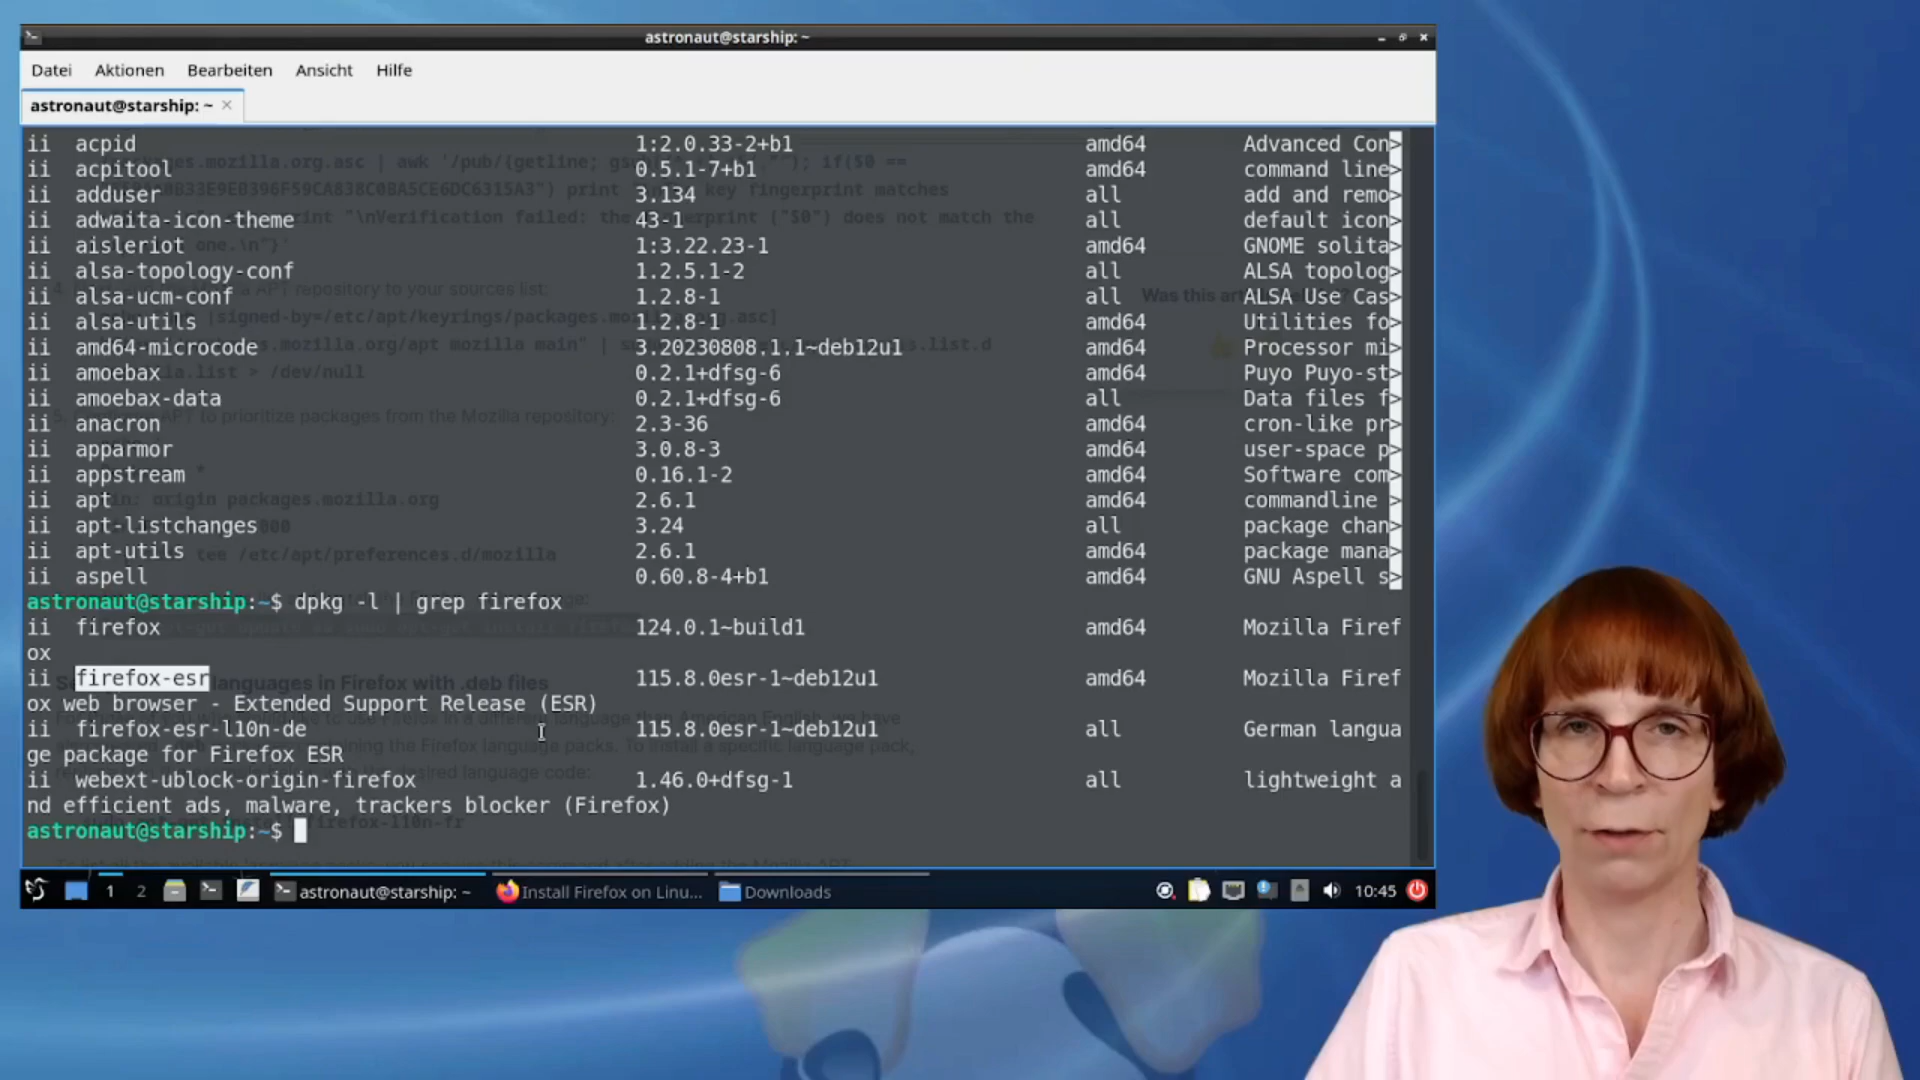 astronaut@starship: ~
Datei Aktionen Bearbeiten Ansicht Hilfe
astronaut@starship: ~ ×
ii acpid 1:2.0.33-2+b1 amd64 Advanced Con>
ii acpitool 0.5.1-7+b1 amd64 command line>
ii adduser 3.134 all add and remo>
ii adwaita-icon-theme 43-1 all default icon>
ii aisleriot 1:3.22.23-1 amd64 GNOME solita>
ii alsa-topology-conf 1.2.5.1-2 all ALSA topolog>
ii alsa-ucm-conf 1.2.8-1 all ALSA Use Cas>
ii alsa-utils 1.2.8-1 amd64 Utilities fo>
ii amd64-microcode 3.20230808.1.1~deb12u1 amd64 Processor mi>
ii amoebax 0.2.1+dfsg-6 amd64 Puyo Puyo-st>
ii amoebax-data 0.2.1+dfsg-6 all Data files f>
ii anacron 2.3-36 amd64 cron-like pr>
ii apparmor 3.0.8-3 amd64 user-space p>
ii appstream 0.16.1-2 amd64 Software com>
ii apt 2.6.1 amd64 commandline >
ii apt-listchanges 3.24 all package chan>
ii apt-utils 2.6.1 amd64 package mana>
ii aspell 0.60.8-4+b1 amd64 GNU Aspell s>
astronaut@starship:~$ dpkg -l | grep firefox
ii firefox 124.0.1~build1 amd64 Mozilla Firef
ox
ii firefox-esr 115.8.0esr-1~deb12u1 amd64 Mozilla Firef
ox web browser - Extended Support Release (ESR)
ii firefox-esr-l10n-de 115.8.0esr-1~deb12u1 all German langua
ge package for Firefox ESR
ii webext-ublock-origin-firefox 1.46.0+dfsg-1 all lightweight a
nd efficient ads, malware, trackers blocker (Firefox)
astronaut@starship:~$
1 2 astronaut@starship: ~ Install Firefox on Linu... Downloads 10:45